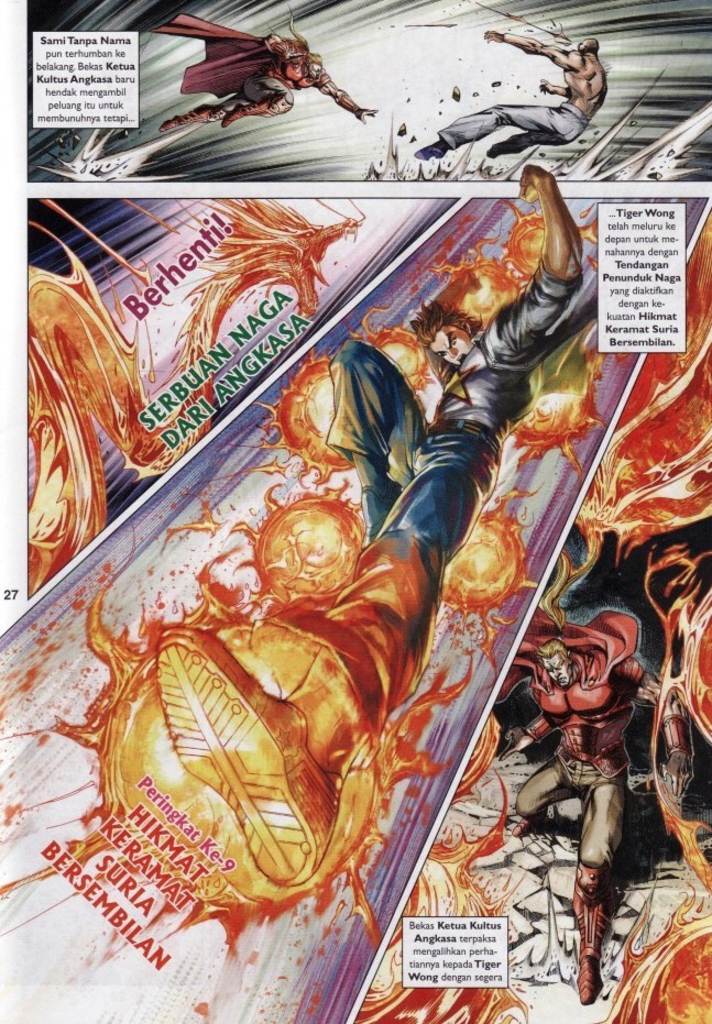 Sami Tanpa Nama
pun terhumban ke
belakang. Bekas Ketua
Kultus Angkasa baru
hendak mengambil
peluang itu untuk
membunuhnya tetapi...
...Tiger Wong
telah meluru ke
depan untuk me-
nahannya dengan
Tendangan
Penunduk Naga
yang diaktifkan
dengan ke-
kuatan Hikmat
Keramat Suria
Bersembilan.
Berhenti!
SERBUAN NAGA
DARI ANGKASA
27
Peringkat Ke-9
HIKMAT
KERAMAT
SURIA
BERSEMBILAN
Bekas Ketua Kultus
Angkasa terpaksa
mengalihkan perha-
tiannya kepada Tiger
Wong dengan segera